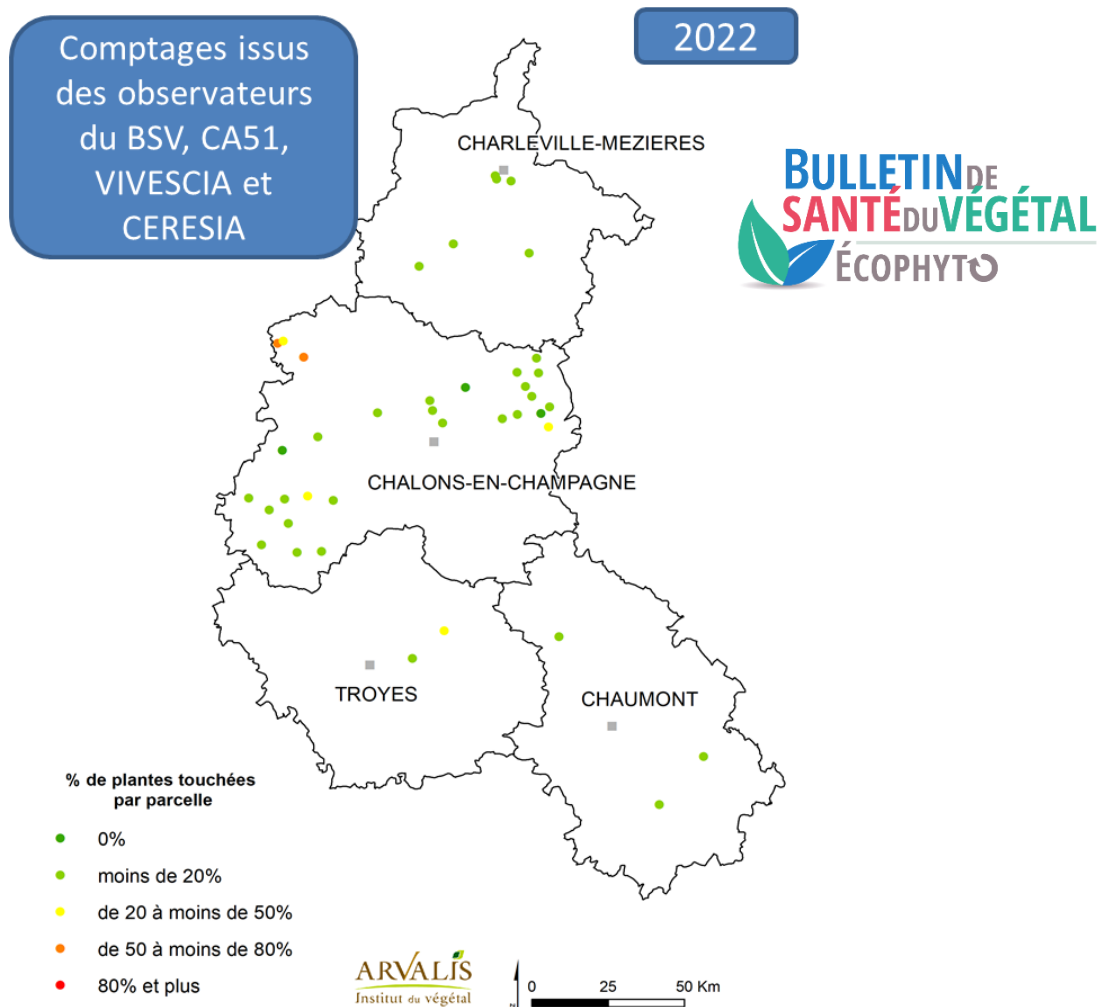 Comptages issus
des observateurs
du BSV, CA51,
VIVESCIA et
CERESIA
2022
BULLETIN DE
SANTÉ DU VÉGÉTAL
ÉCOPHYTO
CHARLEVILLE-MEZIERES
CHALONS-EN-CHAMPAGNE
TROYES
CHAUMONT
% de plantes touchées
par parcelle
0%
moins de 20%
de 20 à moins de 50%
de 50 à moins de 80%
80% et plus
ARVALIS
Institut du végétal
N
0 25 50 Km